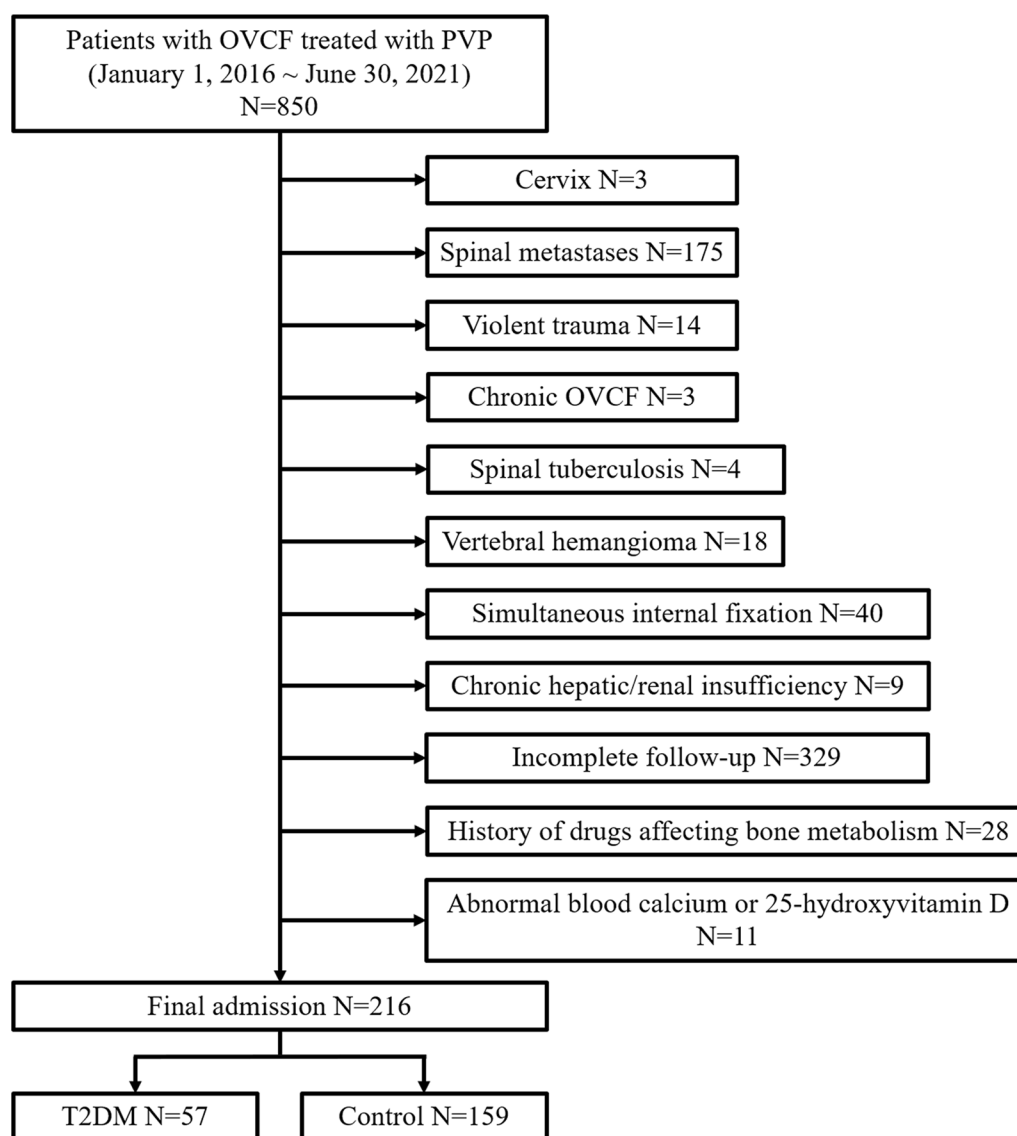 Patients with OVCF treated with PVP
(January 1, 2016 ~ June 30, 2021)
N=850
Cervix N=3
Spinal metastases N=175
Violent trauma N=14
Chronic OVCF N=3
Spinal tuberculosis N=4
Vertebral hemangioma N=18
Simultaneous internal fixation N=40
Chronic hepatic/renal insufficiency N=9
Incomplete follow-up N=329
History of drugs affecting bone metabolism N=28
Abnormal blood calcium or 25-hydroxyvitamin D
N=11
Final admission N=216
T2DM N=57
Control N=159